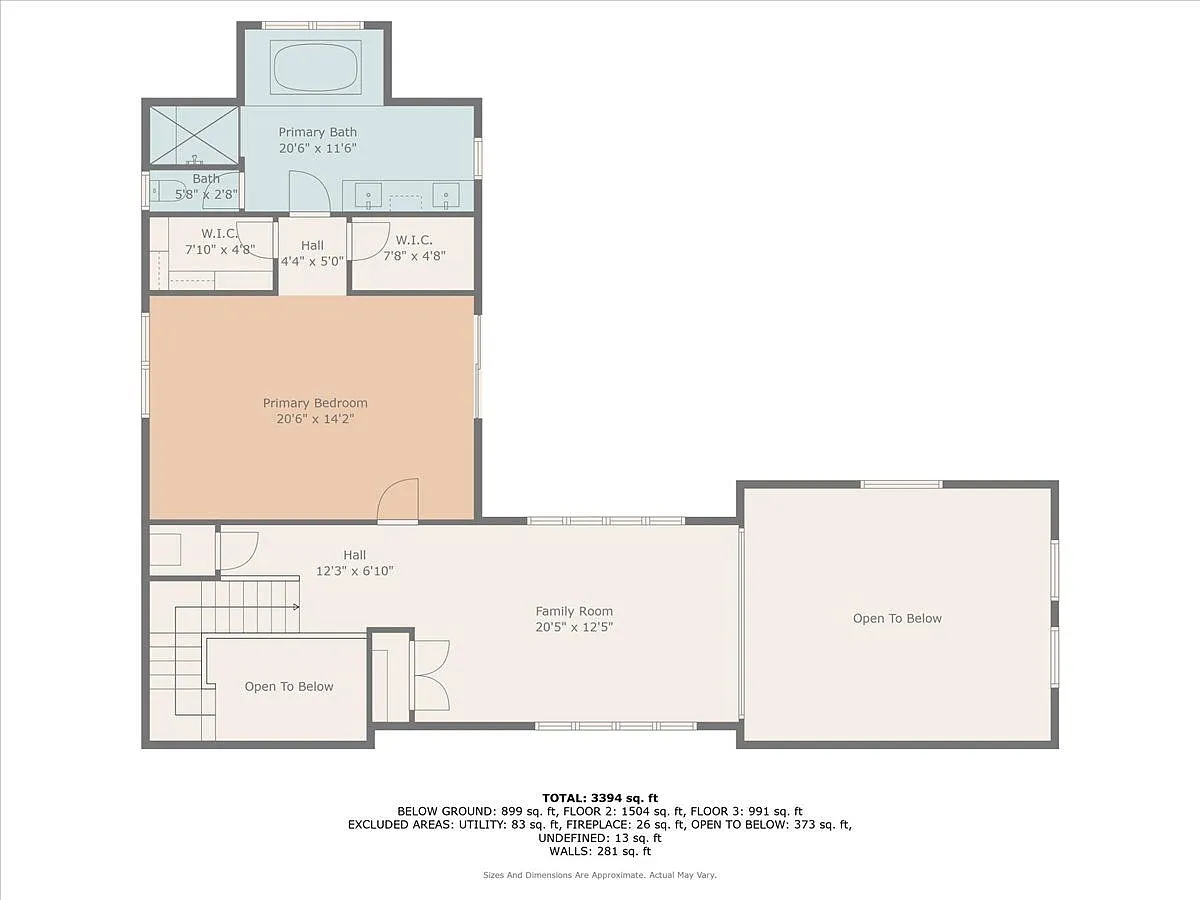 Primary Bath
20'6" x 11'6"
Bath
5'8" x 2'8"
W.I.C.
7'10" x 4'8"
Hall
4'4" x 5'0"
W.I.C.
7'8" x 4'8"
Primary Bedroom
20'6" x 14'2"
Hall
12'3" x 6'10"
Family Room
20'5" x 12'5"
Open To Below
Open To Below
TOTAL: 3394 sq. ft
BELOW GROUND: 899 sq. ft, FLOOR 2: 1504 sq. ft, FLOOR 3: 991 sq. ft
EXCLUDED AREAS: UTILITY: 83 sq. ft, FIREPLACE: 26 sq. ft, OPEN TO BELOW: 373 sq. ft,
UNDEFINED: 13 sq. ft
WALLS: 281 sq. ft
Sizes And Dimensions Are Approximate. Actual May Vary.